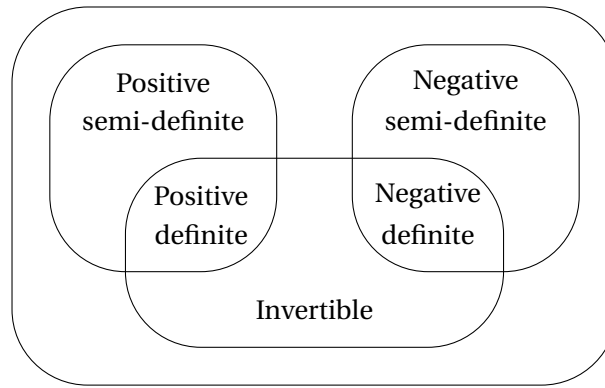 Positive
semi-definite
Negative
semi-definite
Positive
definite
Negative
definite
Invertible